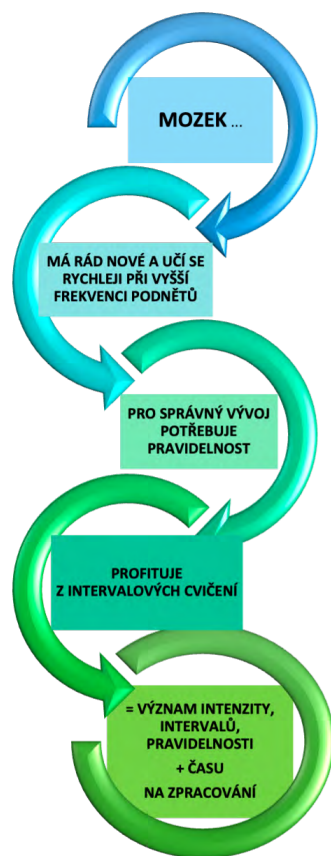 MOZEK ...
MÁ RÁD NOVÉ A UČÍ SE
RYCHLEJI PŘI VYŠŠÍ
FREKVENCI PODNĚTŮ
PRO SPRÁVNÝ VÝVOJ
POTŘEBUJE
PRAVIDELNOST
PROFITUJE
Z INTERVALOVÝCH CVIČENÍ
= VÝZNAM INTENZITY,
INTERVALŮ,
PRAVIDELNOSTI
+ ČASU
NA ZPRACOVÁNÍ